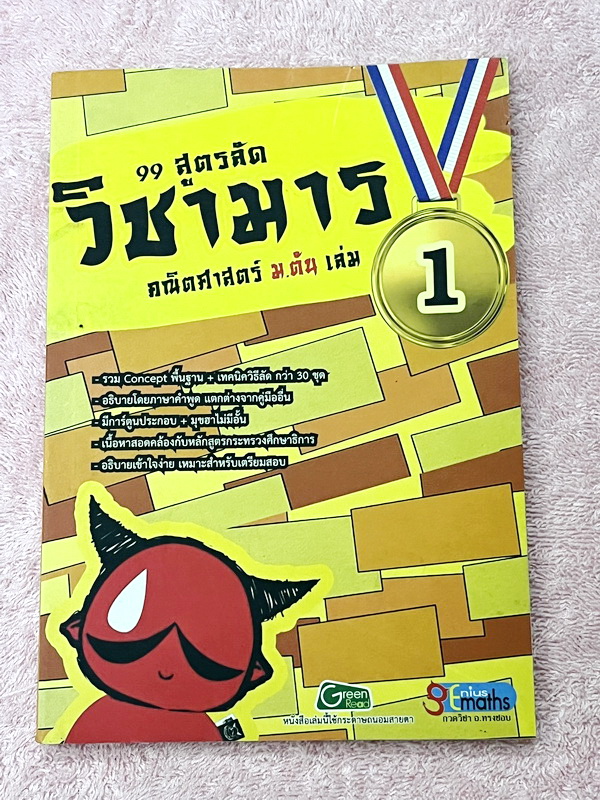 99 สูตรลัด
วิชามาร
คณิตศาสตร์ ม.ต้น เล่ม
1
- รวม Concept พื้นฐาน + เทคนิควิธีลัด กว่า 30 ชุด
- อธิบายโดยภาษาคำพูด แตกต่างจากคู่มืออื่น
- มีการ์ตูนประกอบ + มุขฮาไม่มีอั้น
- เนื้อหาสอดคล้องกับหลักสูตรกระทรวงศึกษาธิการ
- อธิบายเข้าใจง่าย เหมาะสำหรับเตรียมสอบ
Green
Read
หนังสือเล่มนี้ใช้กระดาษถนอมสายตา
gEnius
maths
กวดวิชา อ.ทรงชอบ